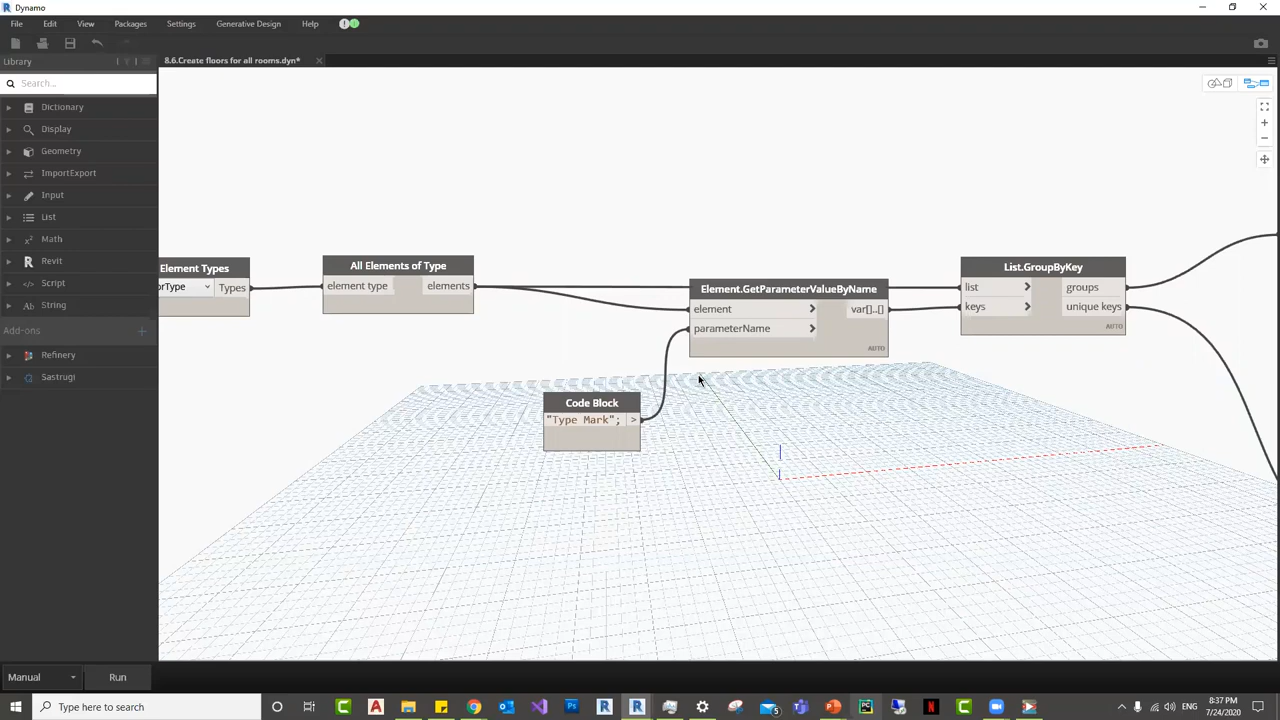 Dynamo
File Edit View Packages Settings Generative Design Help
Library
8.6.Create floors for all rooms.dyn*
Search...
Dictionary
Display
Geometry
ImportExport
Input
List
Math
Revit
Script
String
Add-ons
Refinery
Sastrugi
Element Types
orType Types
All Elements of Type
element type elements
Element.GetParameterValueByName
element var[]..[]
parameterName
AUTO
List.GroupByKey
list groups
keys unique keys
AUTO
Code Block
"Type Mark"; >
Manual Run
Type here to search
ENG
8:37 PM
7/24/2020